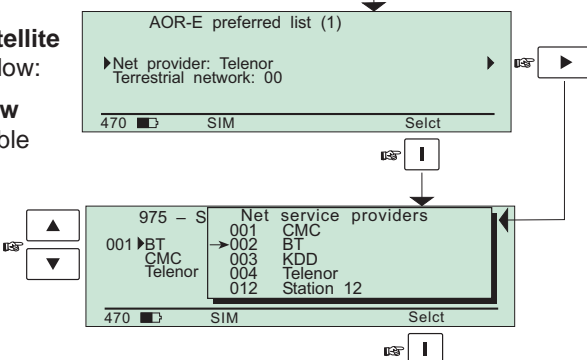 AOR-E preferred list (1)
tellite
low:
Net provider: Telenor
Terrestrial network: 00
w
ble
470 SIM Selct
975 – S Net service providers
001 CMC
001 BT 002 BT
CMC 003 KDD
Telenor 004 Telenor
012 Station 12
470 SIM Selct